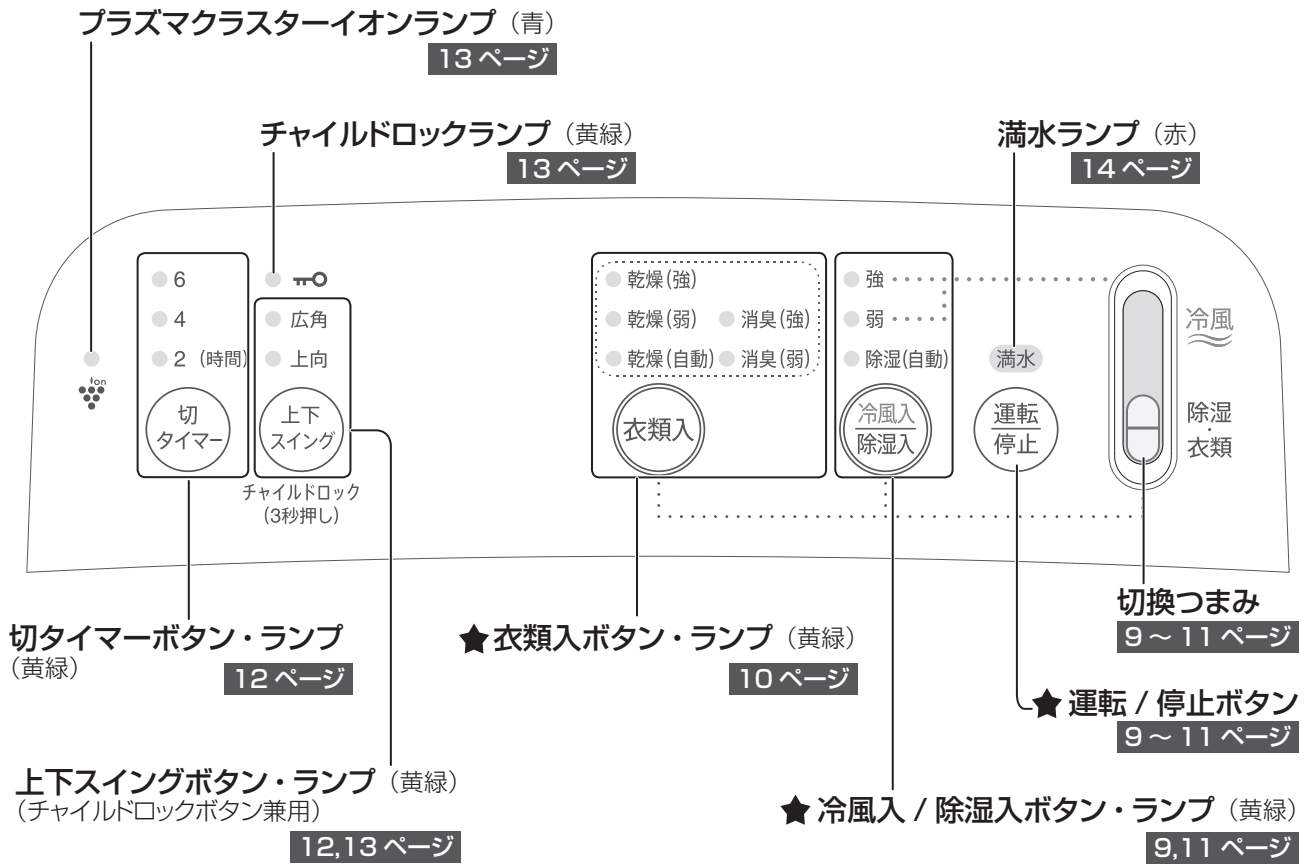 プラズマクラスターイオンランプ（青）
13 ページ
チャイルドロックランプ（黄緑）
13 ページ
満水ランプ（赤）
14 ページ
6
4
2（時間）
切
タイマー
広角
上向
上下
スイング
チャイルドロック
(3秒押し)
Ion
乾燥(強)
乾燥(弱) 消臭(強)
乾燥(自動) 消臭(弱)
衣類入
強
弱
除湿(自動)
冷風入
除湿入
満水
運転
停止
冷風
除湿
・
衣類
切タイマーボタン・ランプ
（黄緑）
12 ページ
★衣類入ボタン・ランプ（黄緑）
10 ページ
切換つまみ
9～11 ページ
★運転 / 停止ボタン
9～11 ページ
上下スイングボタン・ランプ（黄緑）
（チャイルドロックボタン兼用）
12,13 ページ
★冷風入 / 除湿入ボタン・ランプ（黄緑）
9,11 ページ